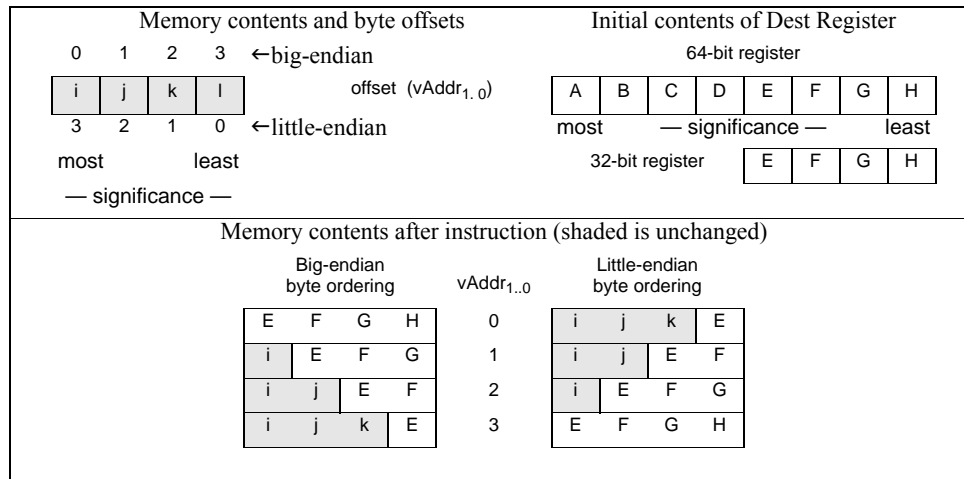 Memory contents and byte offsets
Initial contents of Dest Register
0 1 2 3 ←big-endian
64-bit register
i j k l
offset (vAddr1. 0)
A B C D E F G H
3 2 1 0 ←little-endian
most — significance — least
most least
32-bit register E F G H
— significance —
Memory contents after instruction (shaded is unchanged)
Big-endian
byte ordering
vAddr1..0
Little-endian
byte ordering
E F G H 0 i j k E
i E F G 1 i j E F
i j E F 2 i E F G
i j k E 3 E F G H